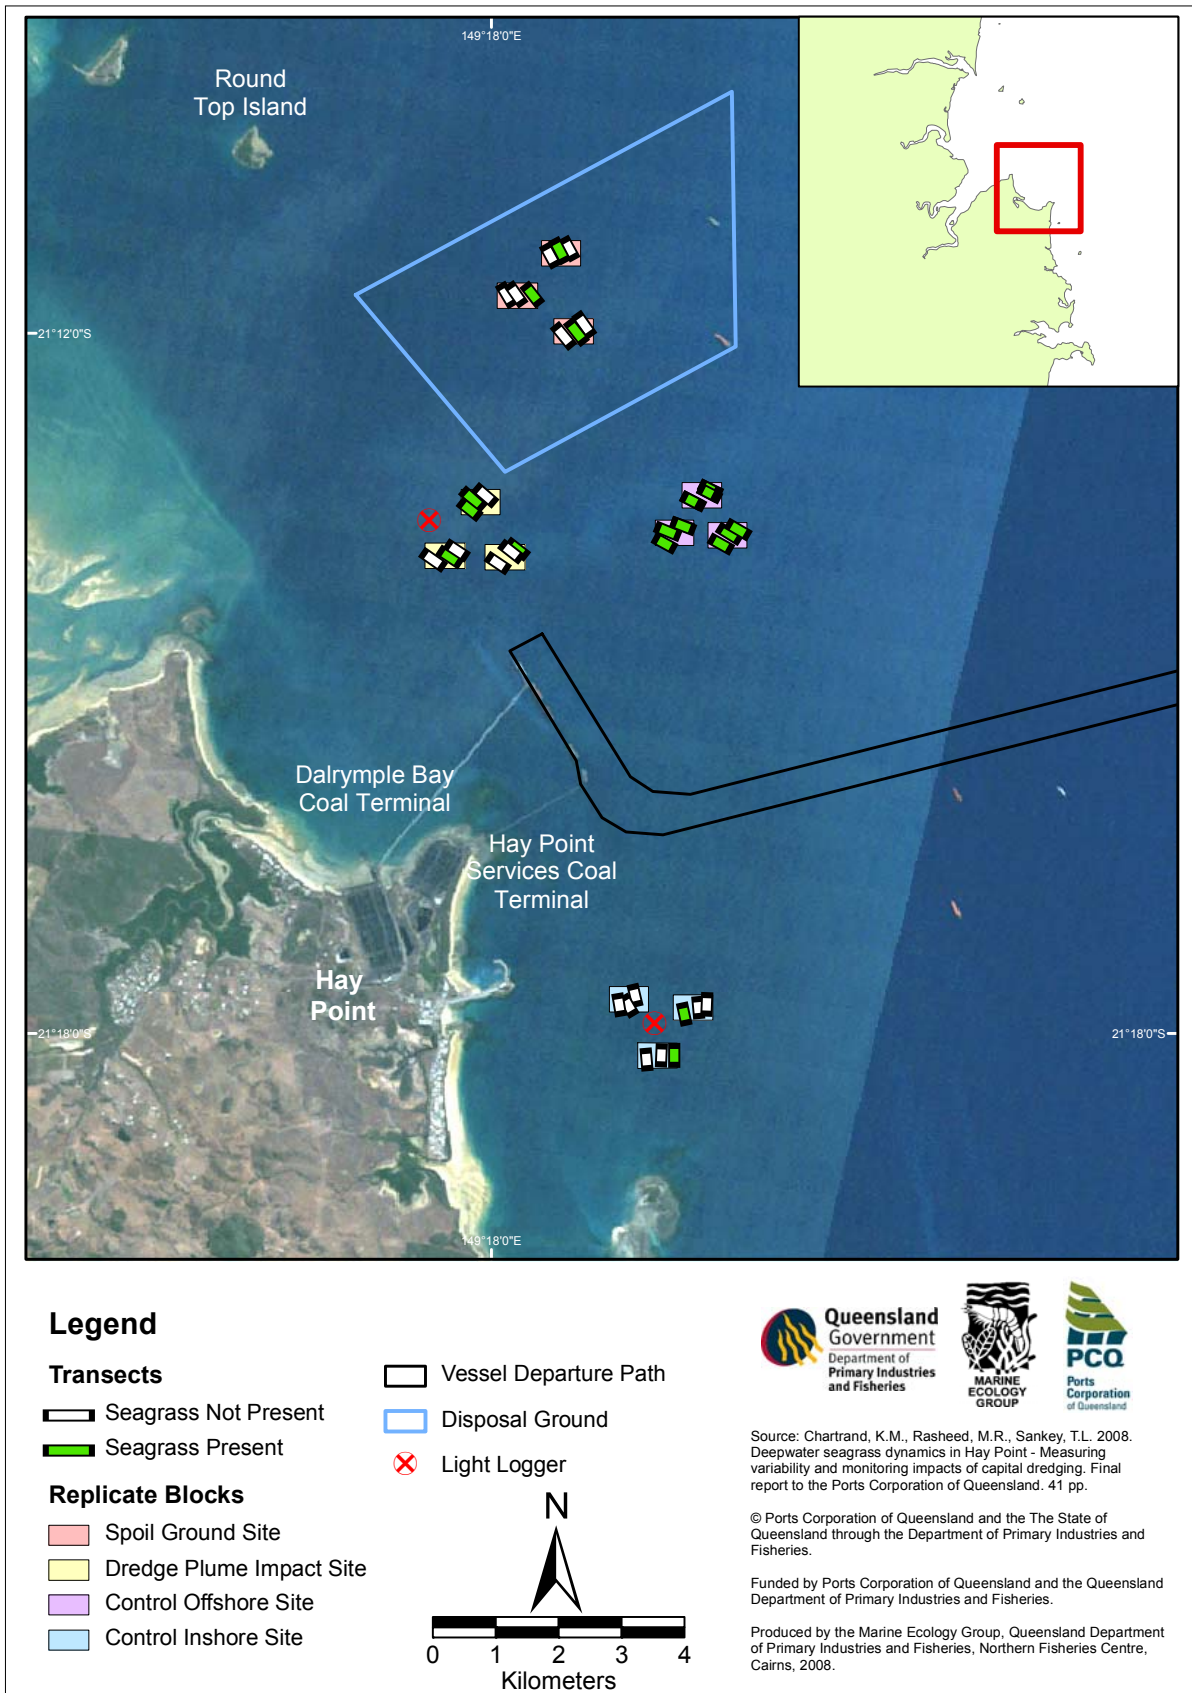 149°18'0"E
Round
Top Island
21°12'0"S
Dalrymple Bay
Coal Terminal
Hay Point
Services Coal
Terminal
Hay
Point
21°18'0"S
21°18'0"S
149°18'0"E
Legend
Transects
Seagrass Not Present
Seagrass Present
Replicate Blocks
Spoil Ground Site
Dredge Plume Impact Site
Control Offshore Site
Control Inshore Site
Vessel Departure Path
Disposal Ground
Light Logger
N
0 1 2 3 4
Kilometers
Queensland
Government
Department of
Primary Industries
and Fisheries
MARINE
ECOLOGY
GROUP
PCQ
Ports
Corporation
of Queensland
Source: Chartrand, K.M., Rasheed, M.R., Sankey, T.L. 2008.
Deepwater seagrass dynamics in Hay Point - Measuring
variability and monitoring impacts of capital dredging. Final
report to the Ports Corporation of Queensland. 41 pp.
© Ports Corporation of Queensland and the The State of
Queensland through the Department of Primary Industries and
Fisheries.
Funded by Ports Corporation of Queensland and the Queensland
Department of Primary Industries and Fisheries.
Produced by the Marine Ecology Group, Queensland Department
of Primary Industries and Fisheries, Northern Fisheries Centre,
Cairns, 2008.